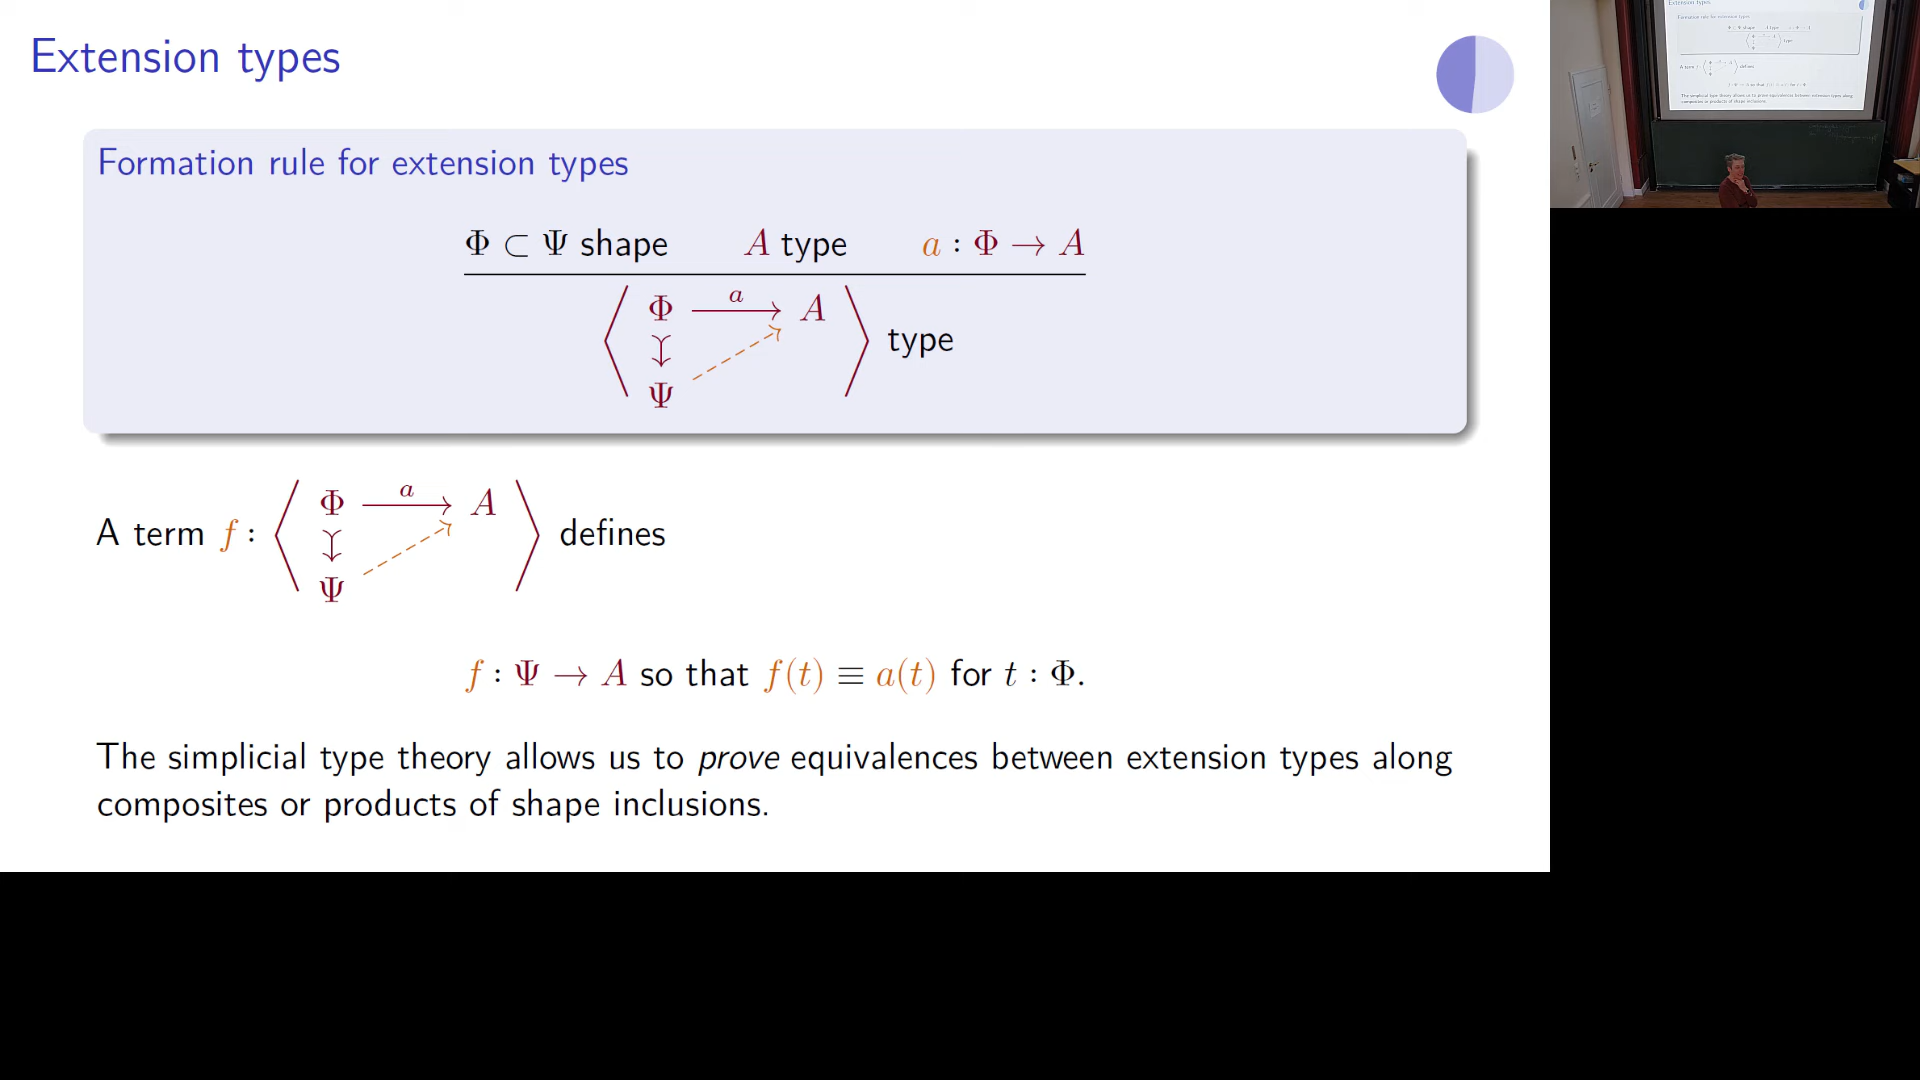 Extension types
Formation rule for extension types
Φ ⊂ Ψ shape A type a : Φ → A
⟨ Φ a A Ψ ⟩ type
A term f : ⟨ Φ a A Ψ ⟩ defines
f : Ψ → A so that f(t) ≡ a(t) for t : Φ.
The simplicial type theory allows us to prove equivalences between extension types along
composites or products of shape inclusions.